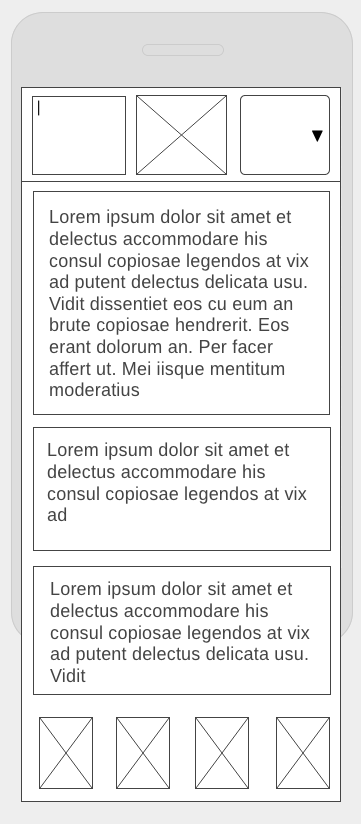 Lorem ipsum dolor sit amet et
delectus accommodare his
consul copiosae legendos at vix
ad putent delectus delicata usu.
Vidit dissentiet eos cu eum an
brute copiosae hendrerit. Eos
erant dolorum an. Per facer
affert ut. Mei iisque mentitum
moderatius
Lorem ipsum dolor sit amet et
delectus accommodare his
consul copiosae legendos at vix
ad
Lorem ipsum dolor sit amet et
delectus accommodare his
consul copiosae legendos at vix
ad putent delectus delicata usu.
Vidit